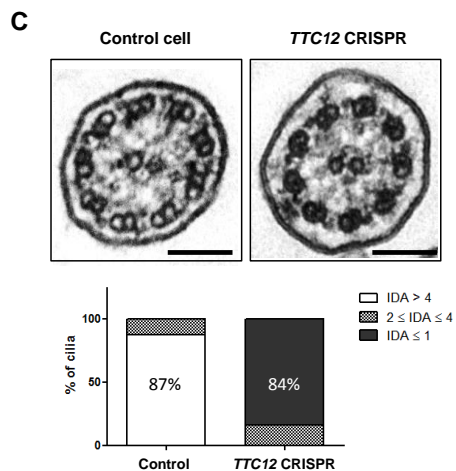 C
Control cell
TTC12 CRISPR
IDA > 4
2 ≤ IDA ≤ 4
IDA ≤ 1
% of cilia
100
50
0
87%
84%
Control
TTC12 CRISPR